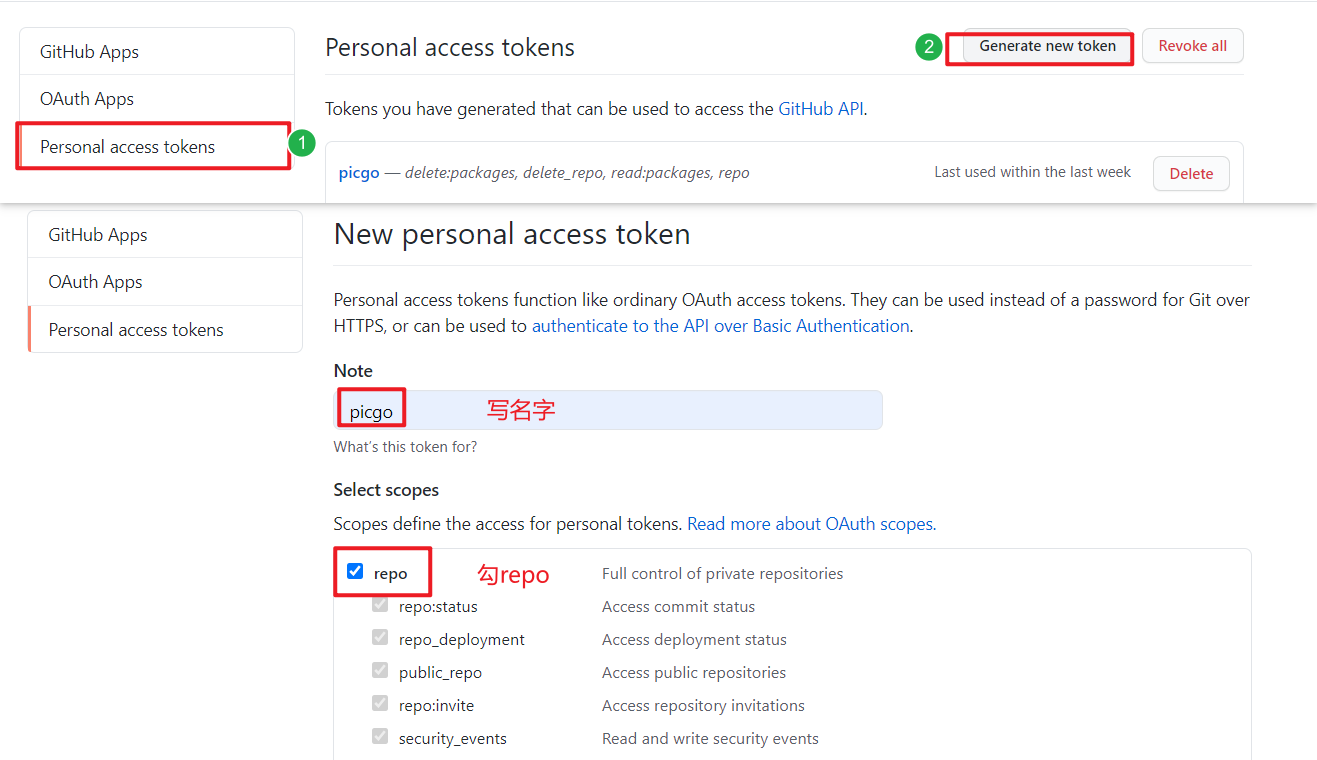 GitHub Apps
OAuth Apps
Personal access tokens
1
Personal access tokens
2
Generate new token
Revoke all
Tokens you have generated that can be used to access the GitHub API.
picgo — delete:packages, delete_repo, read:packages, repo
Last used within the last week
Delete
GitHub Apps
OAuth Apps
Personal access tokens
New personal access token
Personal access tokens function like ordinary OAuth access tokens. They can be used instead of a password for Git over
HTTPS, or can be used to authenticate to the API over Basic Authentication.
Note
picgo 写名字
What's this token for?
Select scopes
Scopes define the access for personal tokens. Read more about OAuth scopes.
repo 勾repo Full control of private repositories
repo:status Access commit status
repo_deployment Access deployment status
public_repo Access public repositories
repo:invite Access repository invitations
security_events Read and write security events